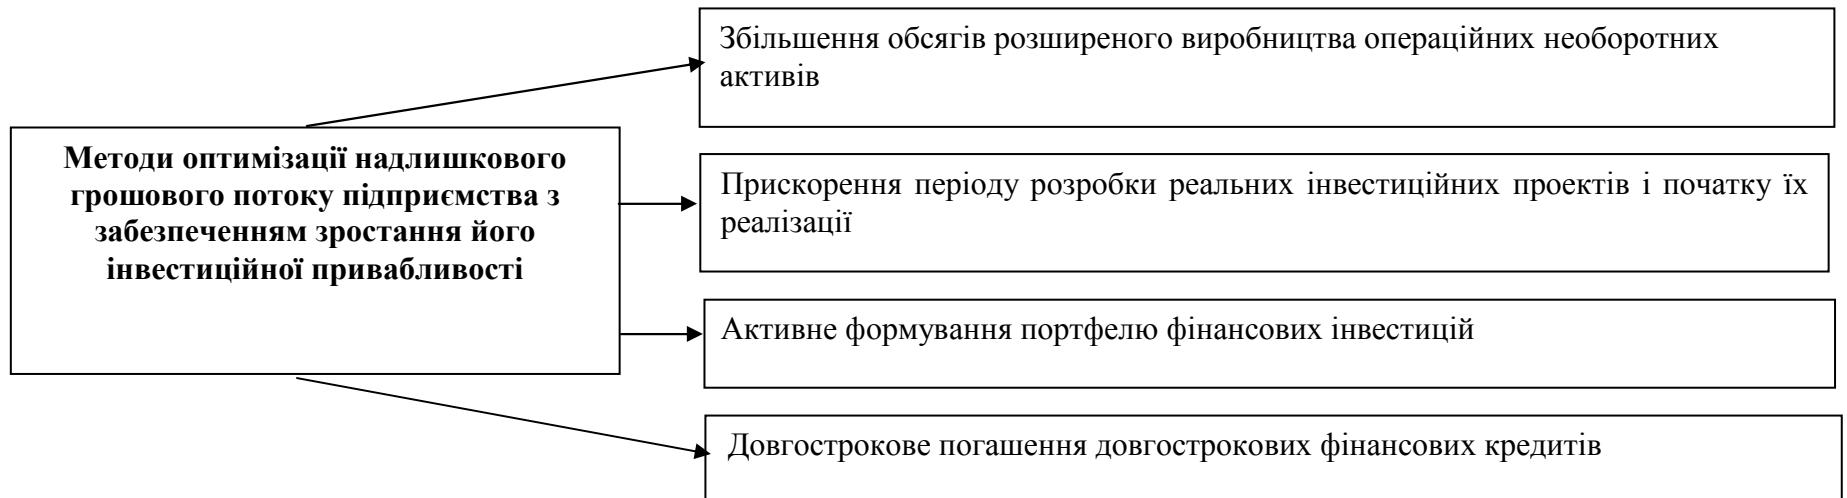 Збільшення обсягів розширеного виробництва операційних необоротних
активів
Методи оптимізації надлишкового
грошового потоку підприємства з
забезпеченням зростання його
інвестиційної привабливості
Прискорення періоду розробки реальних інвестиційних проектів і початку їх
реалізації
Активне формування портфелю фінансових інвестицій
Довгострокове погашення довгострокових фінансових кредитів